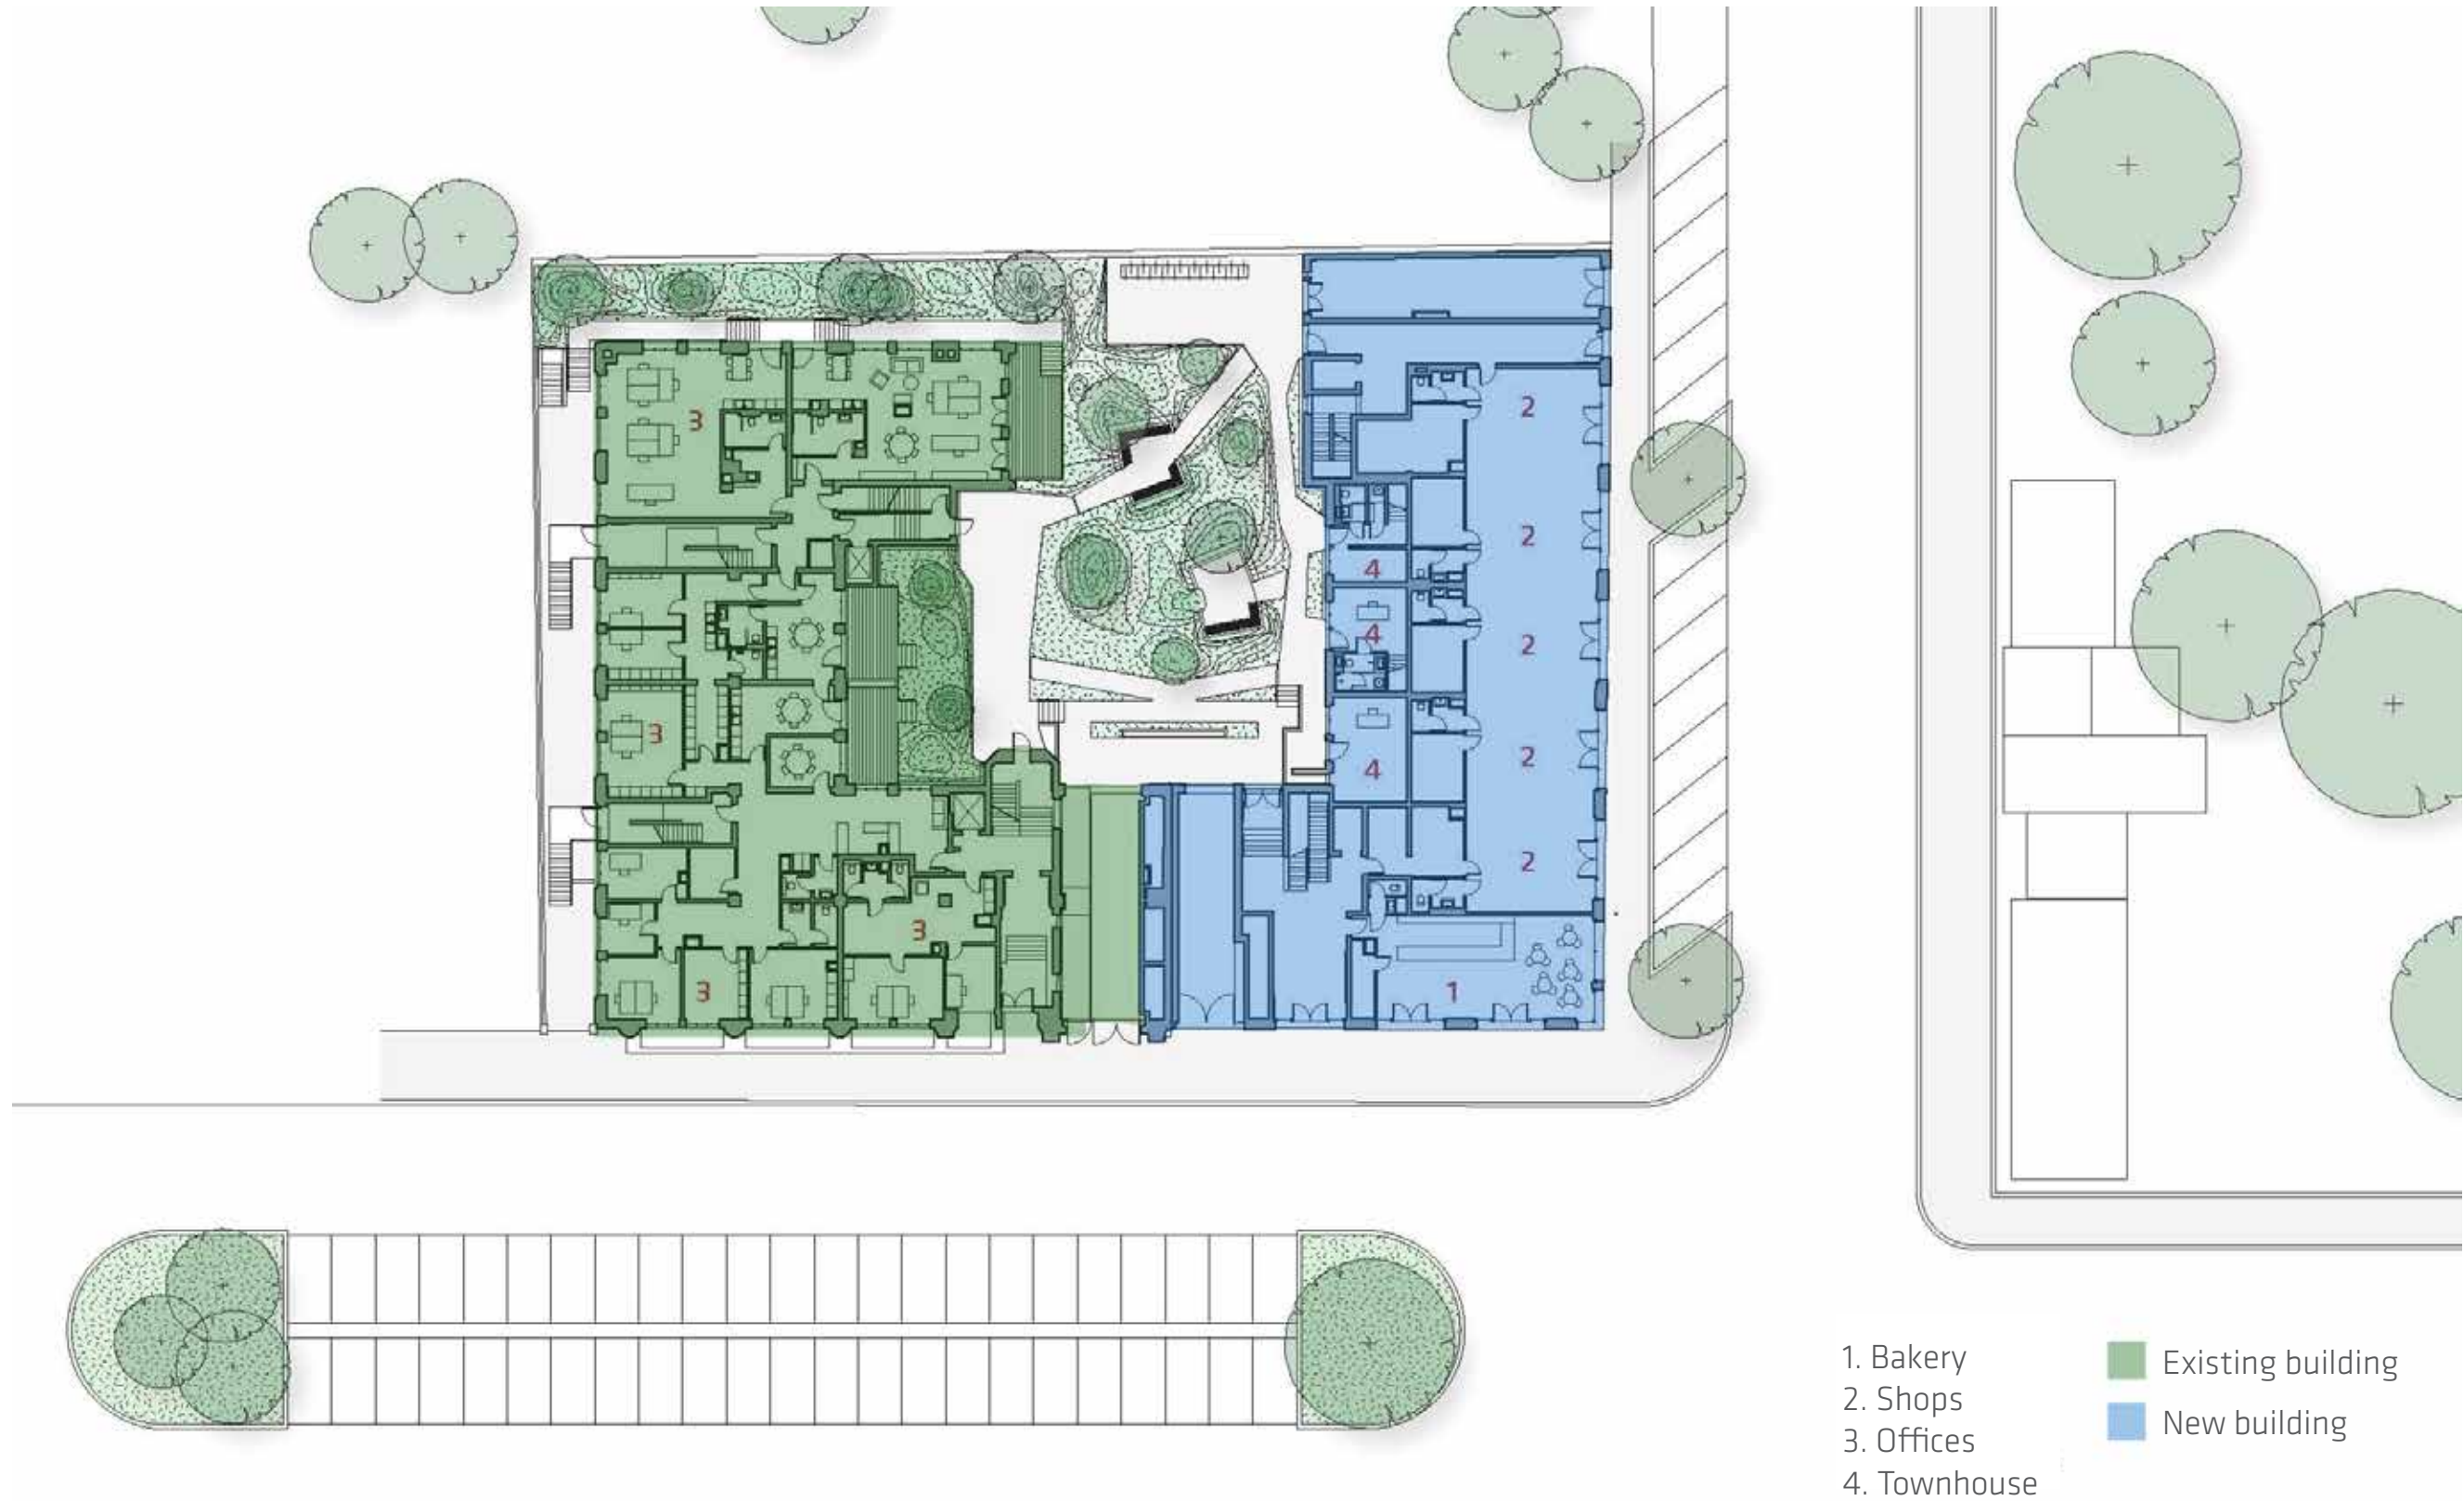 2
3
2
4
4
2
3
2
4
2
3
3
1
1. Bakery
2. Shops
3. Offices
4. Townhouse
Existing building
New building